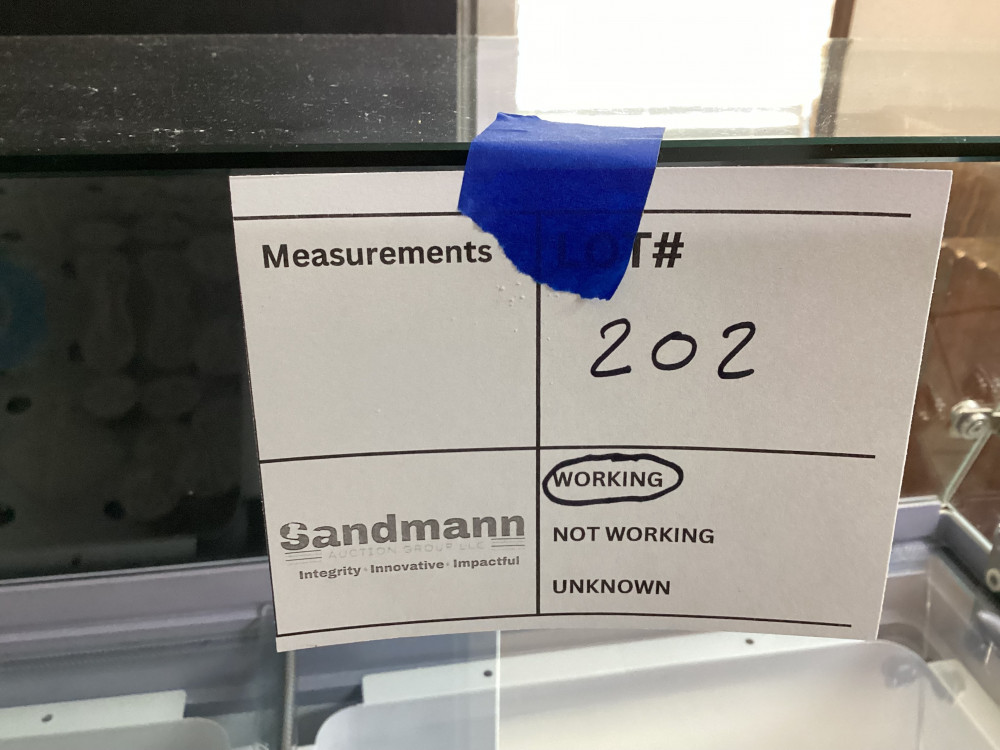 Measurements
LOT#
202
WORKING
NOT WORKING
UNKNOWN
Sandmann
AUCTION GROUP LLC
Integrity · Innovative · Impactful